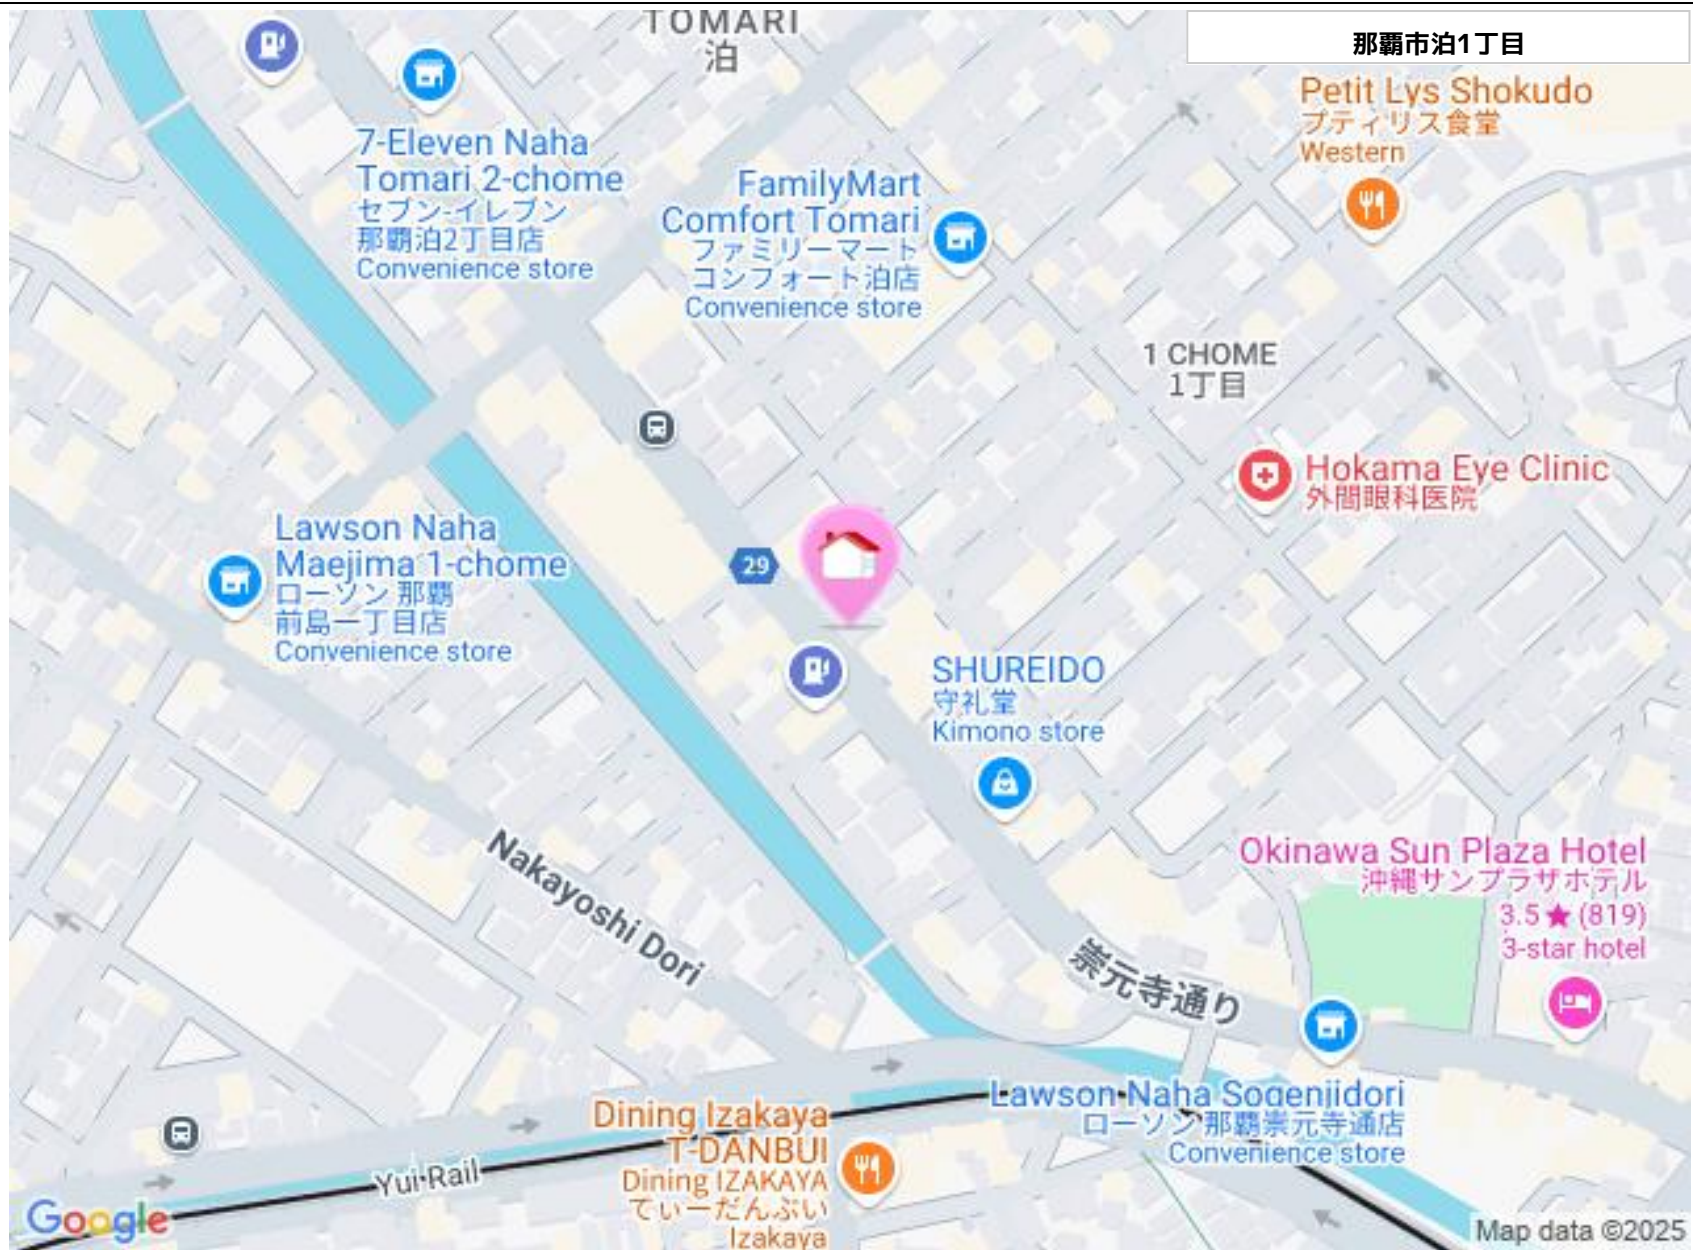 TOMARI
泊
那覇市泊1丁目
Petit Lys Shokudo
プティリス食堂
Western
7-Eleven Naha
Tomari 2-chome
セブン-イレブン
那覇泊2丁目店
Convenience store
FamilyMart
Comfort Tomari
ファミリーマート
コンフォート泊店
Convenience store
1 CHOME
1丁目
Hokama Eye Clinic
外間眼科医院
Lawson Naha
Maejima 1-chome
ローソン 那覇
前島一丁目店
Convenience store
29
SHUREIDO
守礼堂
Kimono store
Nakayoshi Dori
Okinawa Sun Plaza Hotel
沖縄サンプラザホテル
3.5★(819)
3-star hotel
崇元寺通り
Lawson Naha Sogenjidori
ローソン 那覇崇元寺通店
Convenience store
Dining Izakaya
T-DANBUI
Dining IZAKAYA
てぃーだんぶい
Izakaya
Yui Rail
Google
Map data ©2025